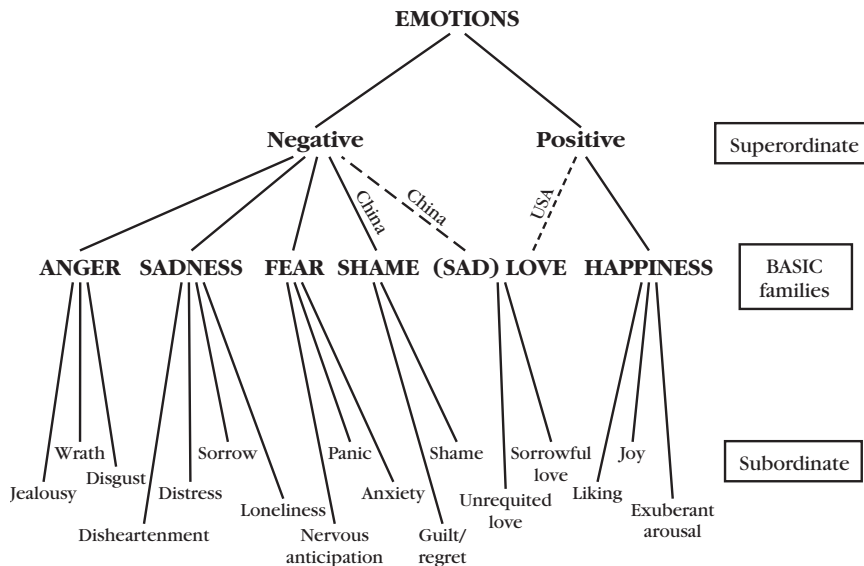 EMOTIONS
Negative
Positive
Superordinate
China
China
USA
ANGER
SADNESS
FEAR
SHAME
(SAD) LOVE
HAPPINESS
BASIC
families
Wrath
Sorrow
Panic
Shame
Sorrowful
love
Joy
Subordinate
Jealousy
Disgust
Distress
Anxiety
Unrequited
love
Liking
Loneliness
Exuberant
arousal
Disheartenment
Nervous
anticipation
Guilt/
regret